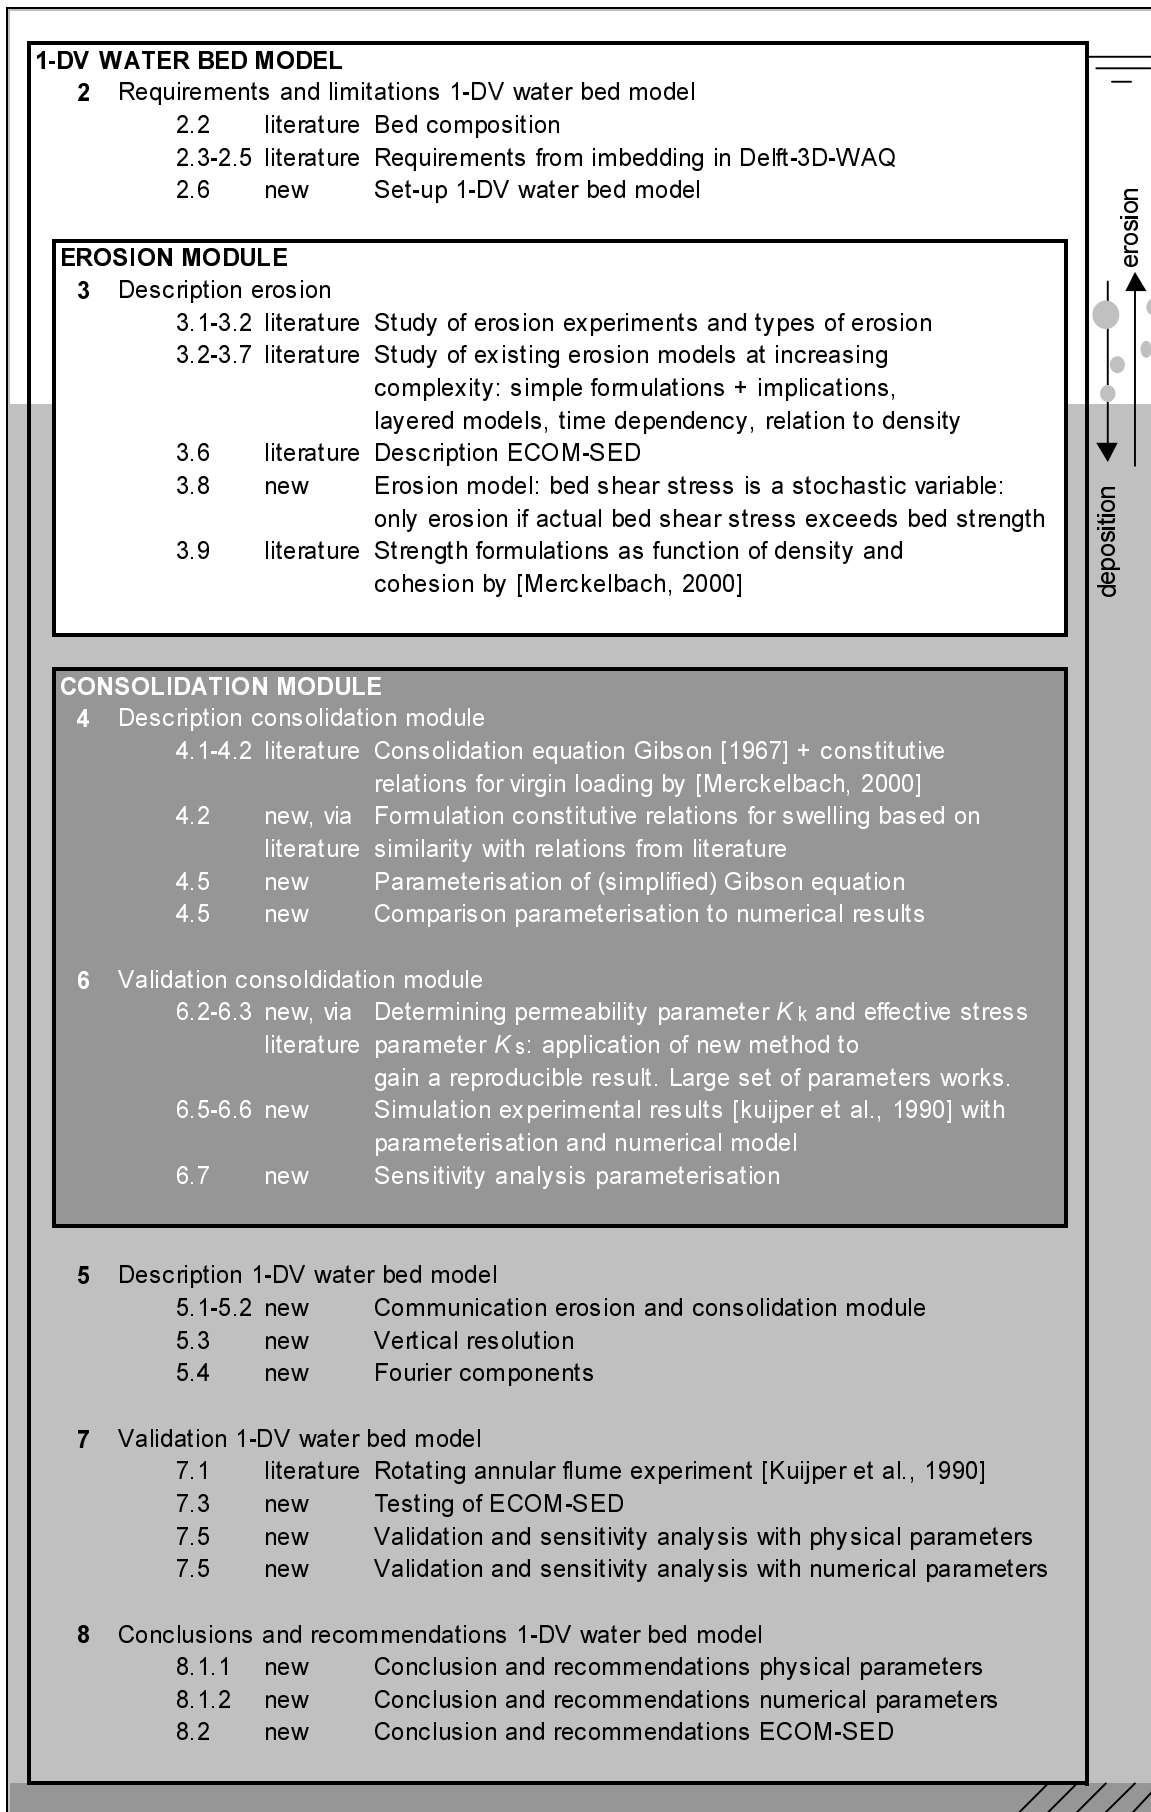 1-DV WATER BED MODEL
2 Requirements and limitations 1-DV water bed model
2.2 literature Bed composition
2.3-2.5 literature Requirements from imbedding in Delft-3D-WAQ
2.6 new Set-up 1-DV water bed model
EROSION MODULE
3 Description erosion
3.1-3.2 literature Study of erosion experiments and types of erosion
3.2-3.7 literature Study of existing erosion models at increasing
complexity: simple formulations + implications,
layered models, time dependency, relation to density
3.6 literature Description ECOM-SED
3.8 new Erosion model: bed shear stress is a stochastic variable:
only erosion if actual bed shear stress exceeds bed strength
3.9 literature Strength formulations as function of density and
cohesion by [Merckelbach, 2000]
CONSOLIDATION MODULE
4 Description consolidation module
4.1-4.2 literature Consolidation equation Gibson [1967] + constitutive
relations for virgin loading by [Merckelbach, 2000]
4.2 new, via Formulation constitutive relations for swelling based on
literature similarity with relations from literature
4.5 new Parameterisation of (simplified) Gibson equation
4.5 new Comparison parameterisation to numerical results
6 Validation consoldidation module
6.2-6.3 new, via Determining permeability parameter Kk and effective stress
literature parameter Ks: application of new method to
gain a reproducible result. Large set of parameters works.
6.5-6.6 new Simulation experimental results [kuijper et al., 1990] with
parameterisation and numerical model
6.7 new Sensitivity analysis parameterisation
5 Description 1-DV water bed model
5.1-5.2 new Communication erosion and consolidation module
5.3 new Vertical resolution
5.4 new Fourier components
7 Validation 1-DV water bed model
7.1 literature Rotating annular flume experiment [Kuijper et al., 1990]
7.3 new Testing of ECOM-SED
7.5 new Validation and sensitivity analysis with physical parameters
7.5 new Validation and sensitivity analysis with numerical parameters
8 Conclusions and recommendations 1-DV water bed model
8.1.1 new Conclusion and recommendations physical parameters
8.1.2 new Conclusion and recommendations numerical parameters
8.2 new Conclusion and recommendations ECOM-SED
erosion
deposition